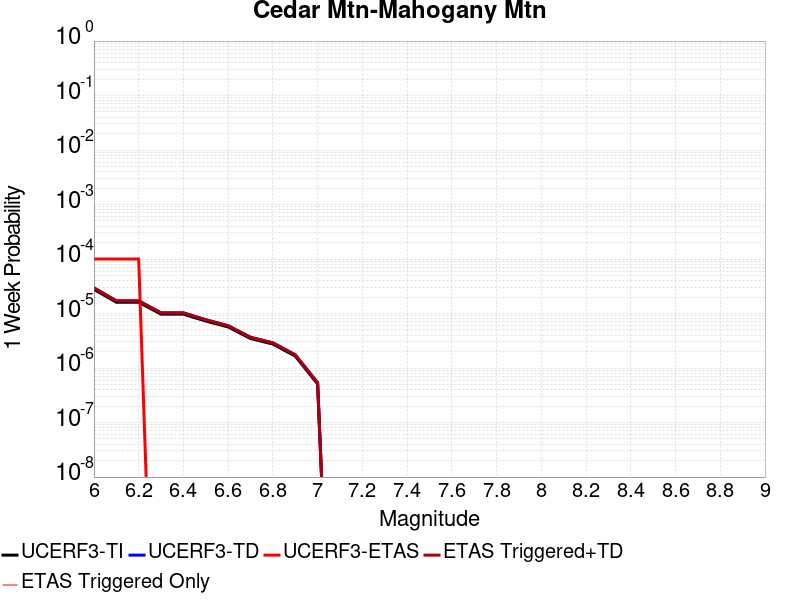 Cedar Mtn-Mahogany Mtn
10^0
10^-1
10^-2
10^-3
10^-4
10^-5
10^-6
10^-7
10^-8
1 Week Probability
6 6.2 6.4 6.6 6.8 7 7.2 7.4 7.6 7.8 8 8.2 8.4 8.6 8.8 9
Magnitude
UCERF3-TI UCERF3-TD UCERF3-ETAS ETAS Triggered+TD
ETAS Triggered Only